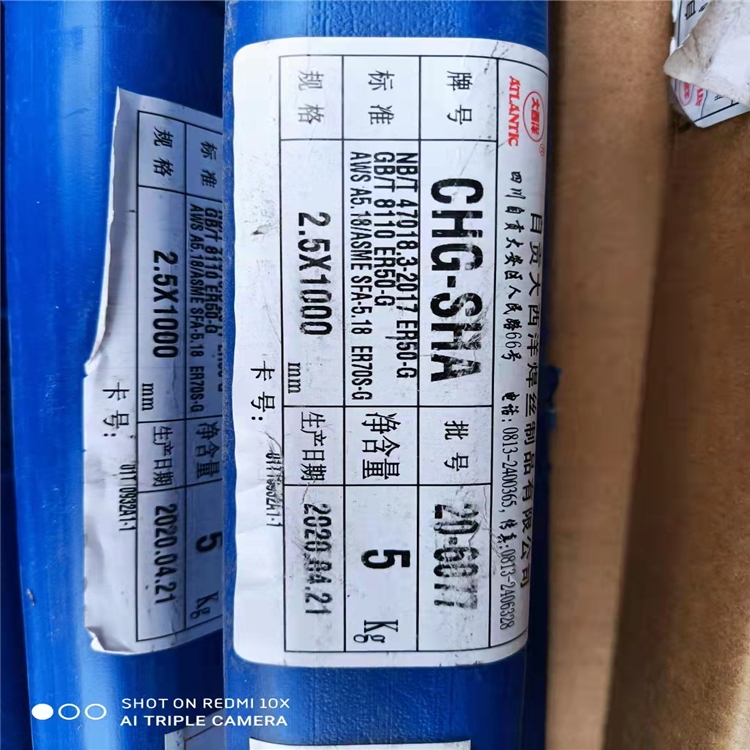 大西洋
ATLANTIC
自贡大西洋焊丝制品有限公司
四川自贡大安区人民路66号 电话:0813-2400365,传真:0813-2406328
牌号 CHG-SHA 批号 20-6077
标准 NB/T 47018.3-2017 ER50-G
GB/T 8110 ER50-G
AWS A5.18/ASME SFA-5.18 ER70S-G
净含量 5 Kg
规格 2.5X1000 mm 生产日期 2020.04.21
卡号:
标准
GB/T 8110 ER50-G
AWS A5.18/ASME SFA-5.18 ER70S-G
净含量 5 Kg
规格 2.5X1000 mm 生产日期 2020.04.21
卡号:
SHOT ON REDMI 10X
AI TRIPLE CAMERA